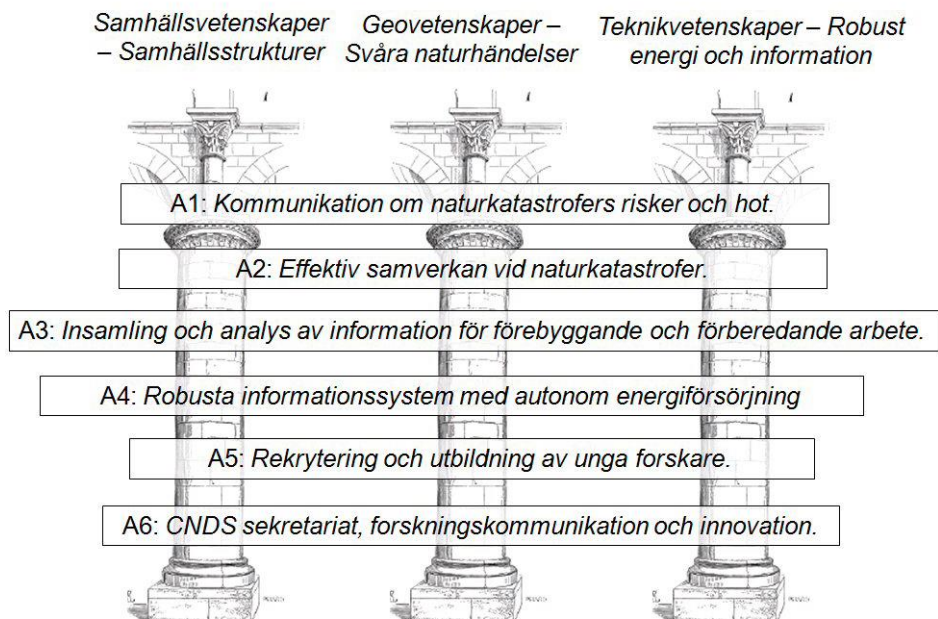 Samhällsvetenskaper
– Samhällsstrukturer
Geovetenskaper –
Svåra naturhändelser
Teknikvetenskaper – Robust
energi och information
A1: Kommunikation om naturkatastrofers risker och hot.
A2: Effektiv samverkan vid naturkatastrofer.
A3: Insamling och analys av information för förebyggande och förberedande arbete.
A4: Robusta informationssystem med autonom energiförsörjning
A5: Rekrytering och utbildning av unga forskare.
A6: CNDS sekretariat, forskningskommunikation och innovation.